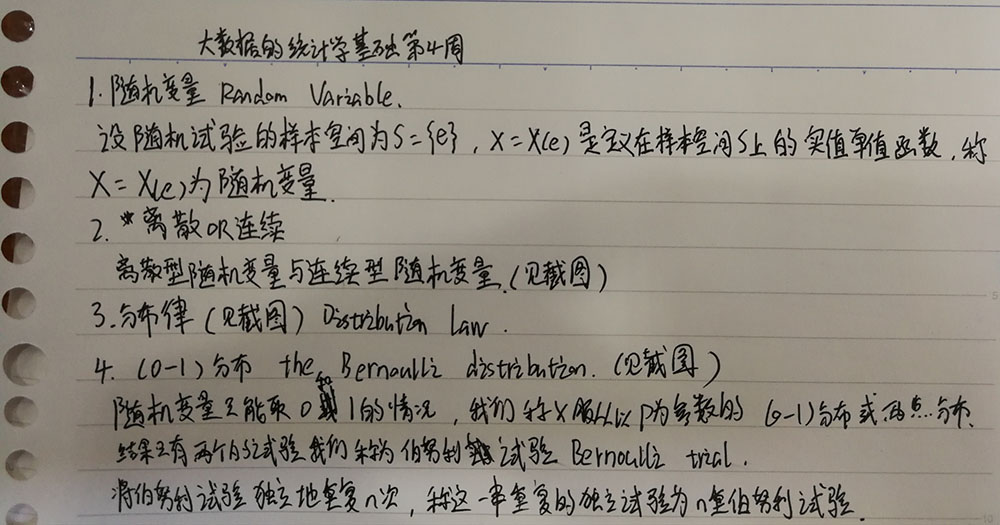 大数据的统计学基础第4周
1. 随机变量 Random Variable.
设随机试验的样本空间为S={e}, X=X(e)是定义在样本空间S上的实值单值函数,称
X=X(e)为随机变量.
2. *离散OR连续
离散型随机变量与连续型随机变量.(见截图)
3.分布律(见截图) Distribution Law.
4. (0-1)分布 the Bernoulli distribution.(见截图)
随机变量只能取0和1的情况,我们称X服从以p为参数的(0-1)分布或两点分布.
结果只有两个的试验我们称为伯努利试验 Bernoulli trial.
将伯努利试验独立地重复n次,称这一串重复的独立试验为n重伯努利试验.